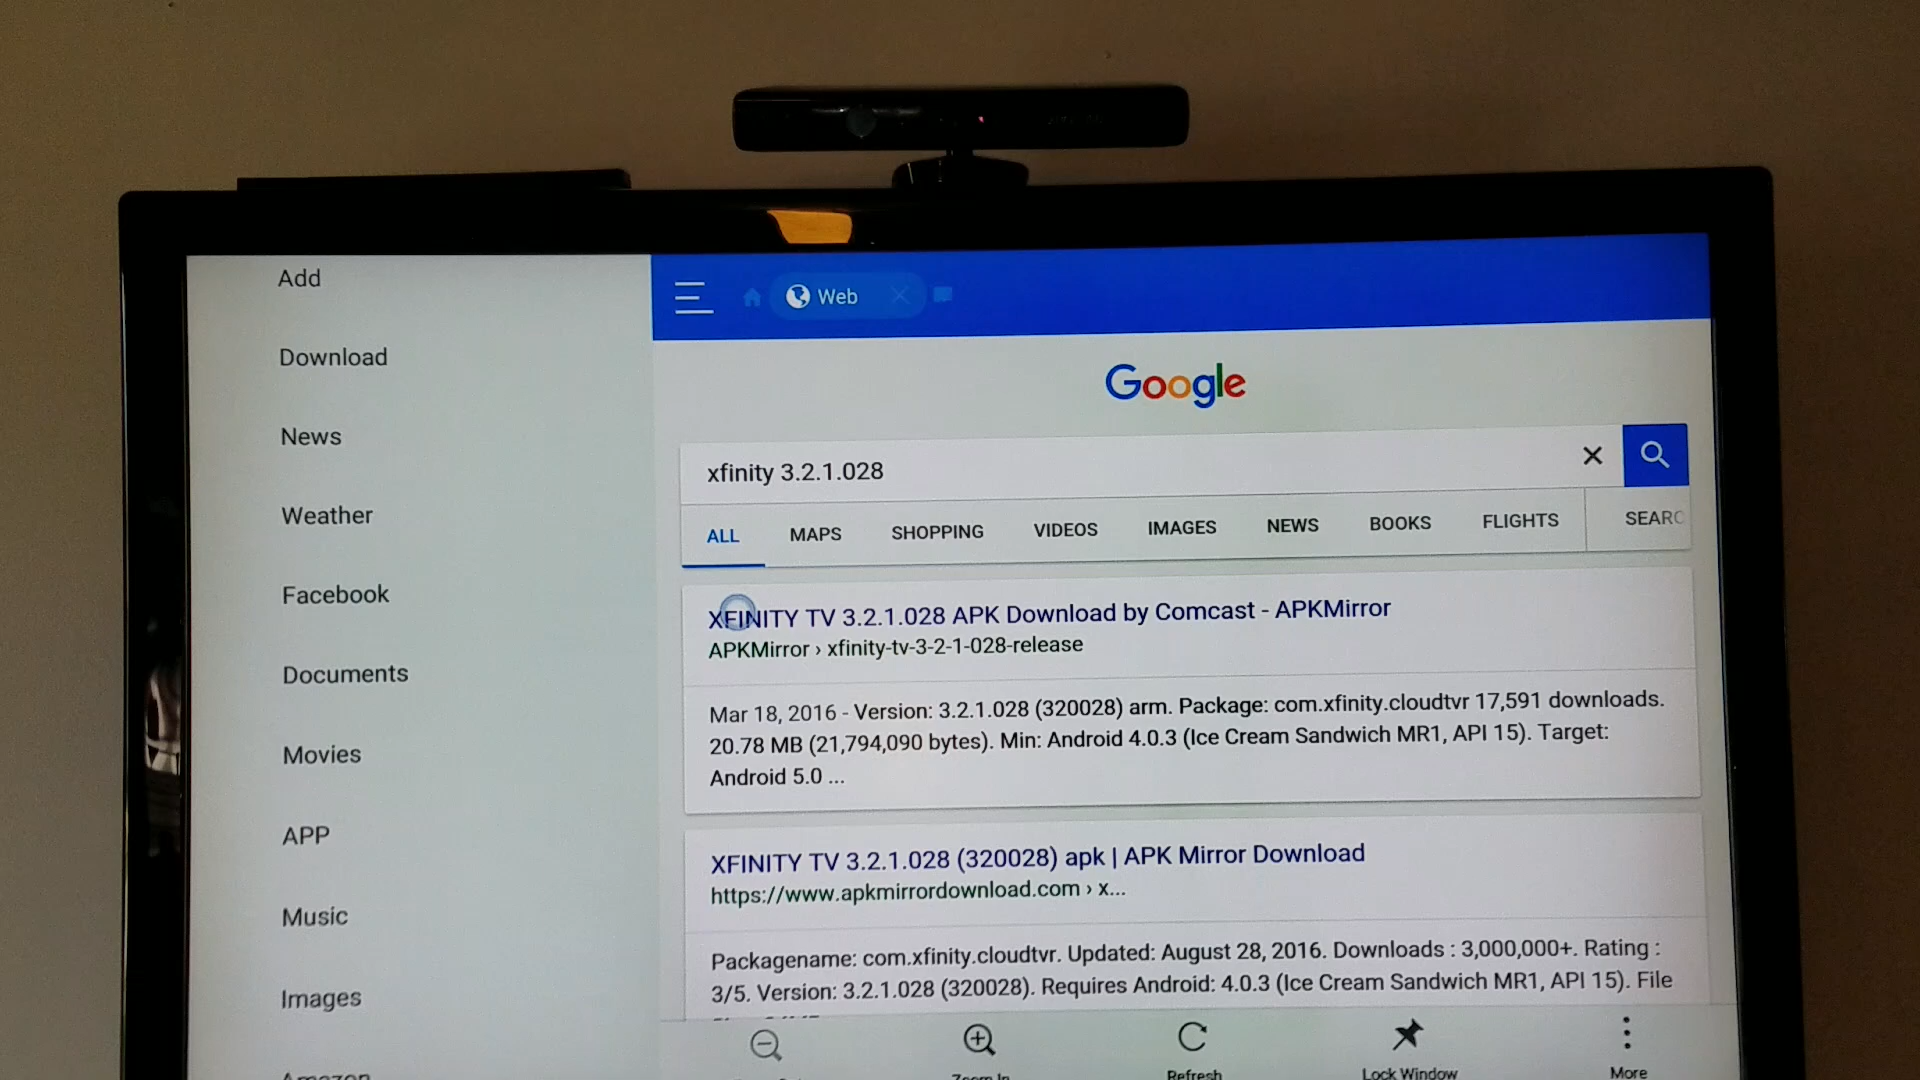 Add
Download
News
Weather
Facebook
Documents
Movies
APP
Music
Images
Amazon
Web
Google
xfinity 3.2.1.028
ALL MAPS SHOPPING VIDEOS IMAGES NEWS BOOKS FLIGHTS SEARC
XFINITY TV 3.2.1.028 APK Download by Comcast - APKMirror
APKMirror › xfinity-tv-3-2-1-028-release
Mar 18, 2016 - Version: 3.2.1.028 (320028) arm. Package: com.xfinity.cloudtvr 17,591 downloads.
20.78 MB (21,794,090 bytes). Min: Android 4.0.3 (Ice Cream Sandwich MR1, API 15). Target:
Android 5.0 ...
XFINITY TV 3.2.1.028 (320028) apk | APK Mirror Download
https://www.apkmirrordownload.com › x...
Packagename: com.xfinity.cloudtvr. Updated: August 28, 2016. Downloads : 3,000,000+. Rating :
3/5. Version: 3.2.1.028 (320028). Requires Android: 4.0.3 (Ice Cream Sandwich MR1, API 15). File
Zoom In Refresh Lock Window More